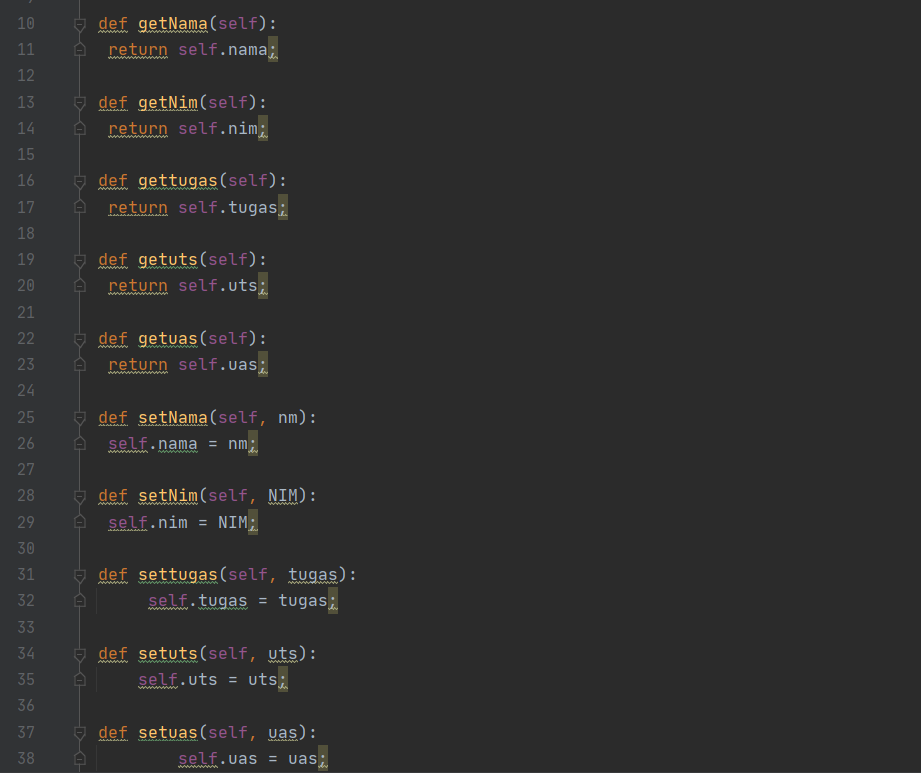 10 def getNama(self):
11 return self.nama;
12
13 def getNim(self):
14 return self.nim;
15
16 def gettugas(self):
17 return self.tugas;
18
19 def getuts(self):
20 return self.uts;
21
22 def getuas(self):
23 return self.uas;
24
25 def setNama(self, nm):
26 self.nama = nm;
27
28 def setNim(self, NIM):
29 self.nim = NIM;
30
31 def settugas(self, tugas):
32 self.tugas = tugas;
33
34 def setuts(self, uts):
35 self.uts = uts;
36
37 def setuas(self, uas):
38 self.uas = uas;